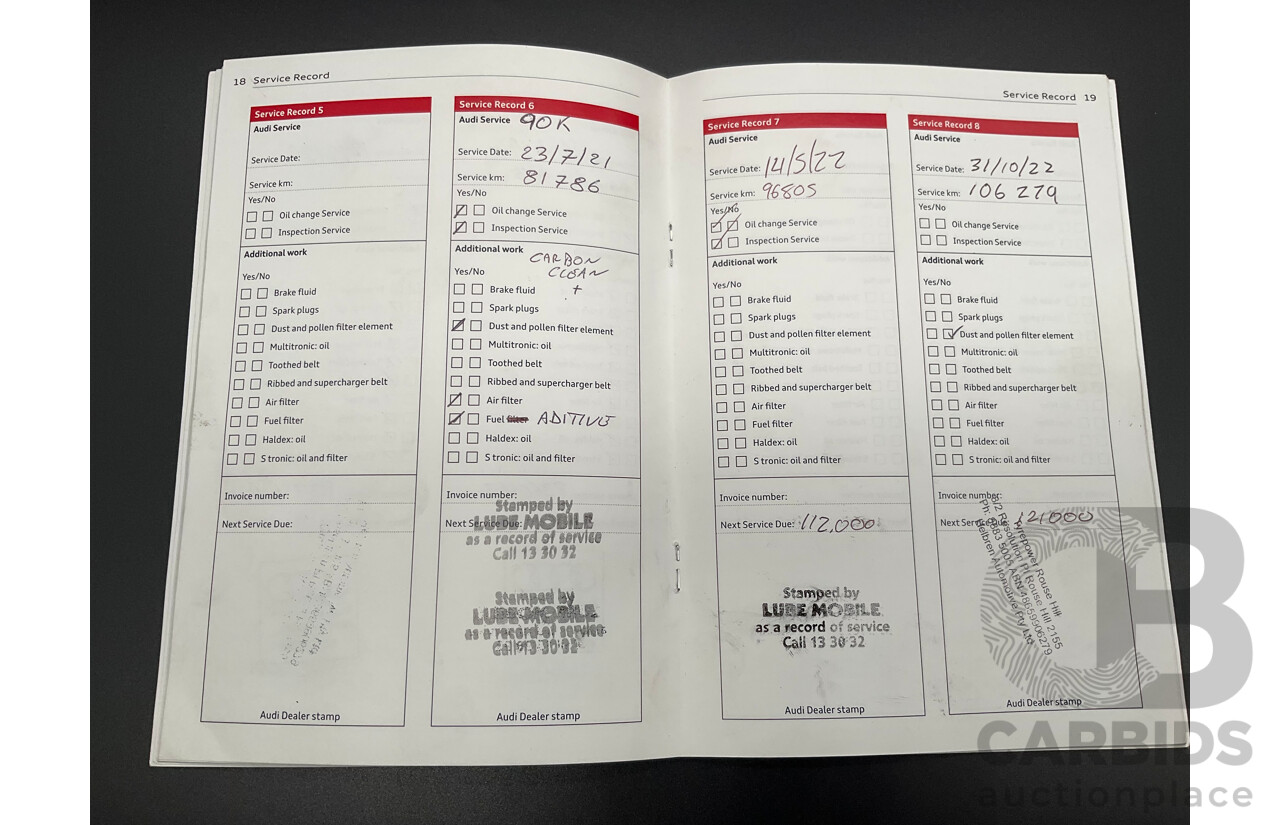 18 Service Record
Service Record 5
Audi Service
Service Date:
Service km:
Yes/No
Oil change Service
Inspection Service
Additional work
Yes/No
Brake fluid
Spark plugs
Dust and pollen filter element
Multitronic: oil
Toothed belt
Ribbed and supercharger belt
Air filter
Fuel filter
Haldex: oil
S tronic: oil and filter
Invoice number:
Next Service Due:
Audi Dealer stamp
Service Record 6
Audi Service 90K
Service Date: 23/7/21
Service km: 81786
Yes/No
Oil change Service
Inspection Service
Additional work CARBON
CLEAN
Yes/No
Brake fluid +
Spark plugs
Dust and pollen filter element
Multitronic: oil
Toothed belt
Ribbed and supercharger belt
Air filter
Fuel filter ADITIVE
Haldex: oil
S tronic: oil and filter
Invoice number:
Stamped by
Next Service Due:
LUBE MOBILE
as a record of service
Call 13 30 32
Stamped by
LUBE MOBILE
as a record of service
Call 13 30 32
Audi Dealer stamp
Service Record 19
Service Record 7
Audi Service
Service Date: 14/5/22
Service km: 96805
Yes/No
Oil change Service
Inspection Service
Additional work
Yes/No
Brake fluid
Spark plugs
Dust and pollen filter element
Multitronic: oil
Toothed belt
Ribbed and supercharger belt
Air filter
Fuel filter
Haldex: oil
S tronic: oil and filter
Invoice number:
Next Service Due: 112,000
Stamped by
LUBE MOBILE
as a record of service
Call 13 30 32
Audi Dealer stamp
Service Record 8
Audi Service
Service Date: 31/10/22
Service km: 106 279
Yes/No
Oil change Service
Inspection Service
Additional work
Yes/No
Brake fluid
Spark plugs
Dust and pollen filter element
Multitronic: oil
Toothed belt
Ribbed and supercharger belt
Air filter
Fuel filter
Haldex: oil
S tronic: oil and filter
Invoice number:
Next Ser 121000
Tyrepower Rouse Hill
Resolution Pl Rouse Hill 2155
Audi Dealer stamp
CB
CARBIDS
auctionplace